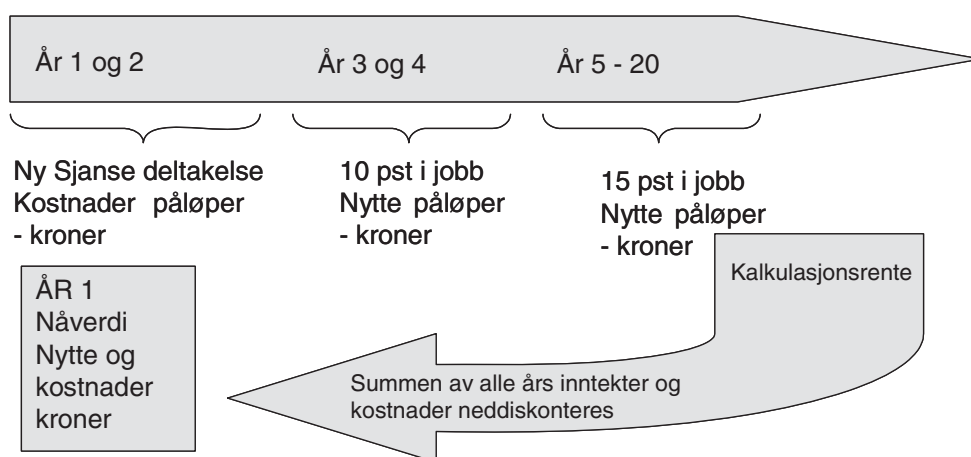 År 1 og 2
År 3 og 4
År 5 - 20
Ny Sjanse deltakelse
Kostnader påløper
- kroner
10 pst i jobb
Nytte påløper
- kroner
15 pst i jobb
Nytte påløper
- kroner
Kalkulasjonsrente
ÅR 1
Nåverdi
Nytte og
kostnader
kroner
Summen av alle års inntekter og
kostnader neddiskonteres